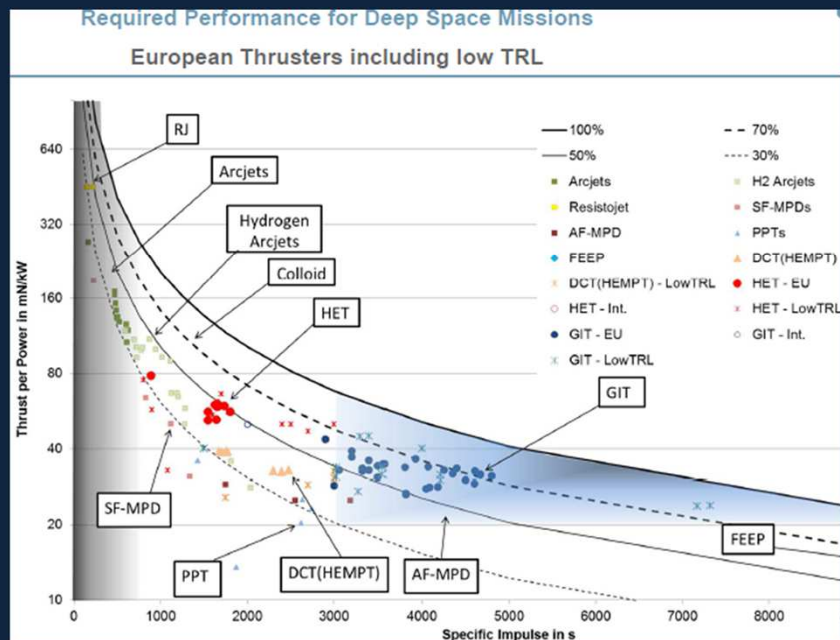 Required Performance for Deep Space Missions
European Thrusters including low TRL
Thrust per Power in mN/kW
640
320
160
80
40
20
10
0
1000
2000
3000
4000
5000
6000
7000
8000
Specific Impulse in s
RJ
Arcjets
Hydrogen
Arcjets
Colloid
HET
GIT
SF-MPD
PPT
DCT(HEMPT)
AF-MPD
FEEP
100%
70%
50%
30%
Arcjets
H2 Arcjets
Resistojet
SF-MPDs
AF-MPD
PPTs
FEEP
DCT(HEMPT)
DCT(HEMPT) - LowTRL
HET - EU
HET - Int.
HET - LowTRL
GIT - EU
GIT - Int.
GIT - LowTRL